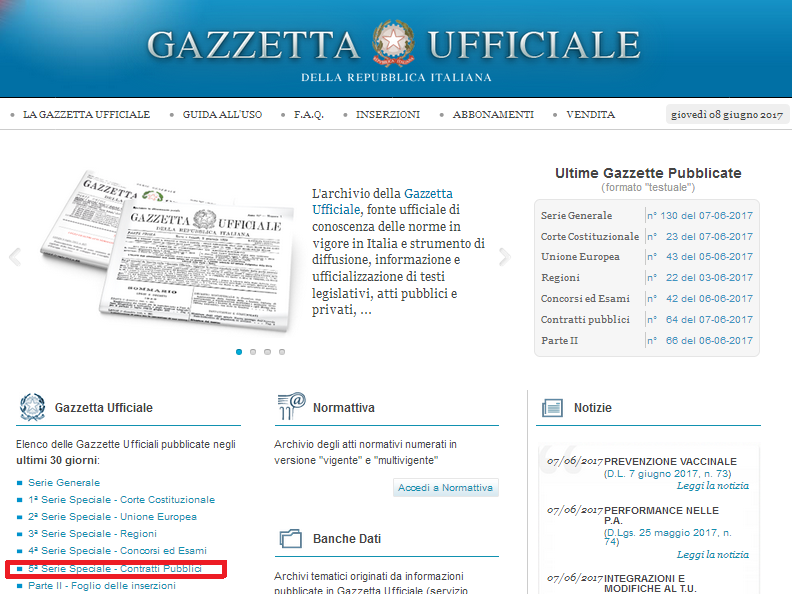 GAZZETTA UFFICIALE
DELLA REPUBBLICA ITALIANA
LA GAZZETTA UFFICIALE
GUIDA ALL'USO
F.A.Q.
INSERZIONI
ABBONAMENTI
VENDITA
giovedì 08 giugno 2017
GAZZETTA UFFICIALE
DELLA REPUBBLICA ITALIANA
SOMMARIO
L'archivio della Gazzetta
Ufficiale, fonte ufficiale di
conoscenza delle norme in
vigore in Italia e strumento di
diffusione, informazione e
ufficializzazione di testi
legislativi, atti pubblici e
privati, ...
Ultime Gazzette Pubblicate
(formato "testuale")
Serie Generale n° 130 del 07-06-2017
Corte Costituzionale n° 23 del 07-06-2017
Unione Europea n° 43 del 05-06-2017
Regioni n° 22 del 03-06-2017
Concorsi ed Esami n° 42 del 06-06-2017
Contratti pubblici n° 64 del 07-06-2017
Parte II n° 66 del 06-06-2017
Gazzetta Ufficiale
Elenco delle Gazzette Ufficiali pubblicate negli
ultimi 30 giorni:
Serie Generale
1ª Serie Speciale - Corte Costituzionale
2ª Serie Speciale - Unione Europea
3ª Serie Speciale - Regioni
4ª Serie Speciale - Concorsi ed Esami
5ª Serie Speciale - Contratti Pubblici
Parte II - Foglio delle inserzioni
Normattiva
Archivio degli atti normativi numerati in
versione "vigente" e "multivigente"
Accedi a Normattiva
Banche Dati
Archivi tematici originati da informazioni
pubblicate in Gazzetta Ufficiale (servizio
Notizie
07/06/2017 PREVENZIONE VACCINALE
(D.L. 7 giugno 2017, n. 73)
Leggi la notizia
07/06/2017 PERFORMANCE NELLE
P.A.
(D.Lgs. 25 maggio 2017, n.
74)
Leggi la notizia
07/06/2017 INTEGRAZIONI E
MODIFICHE AL T.U.